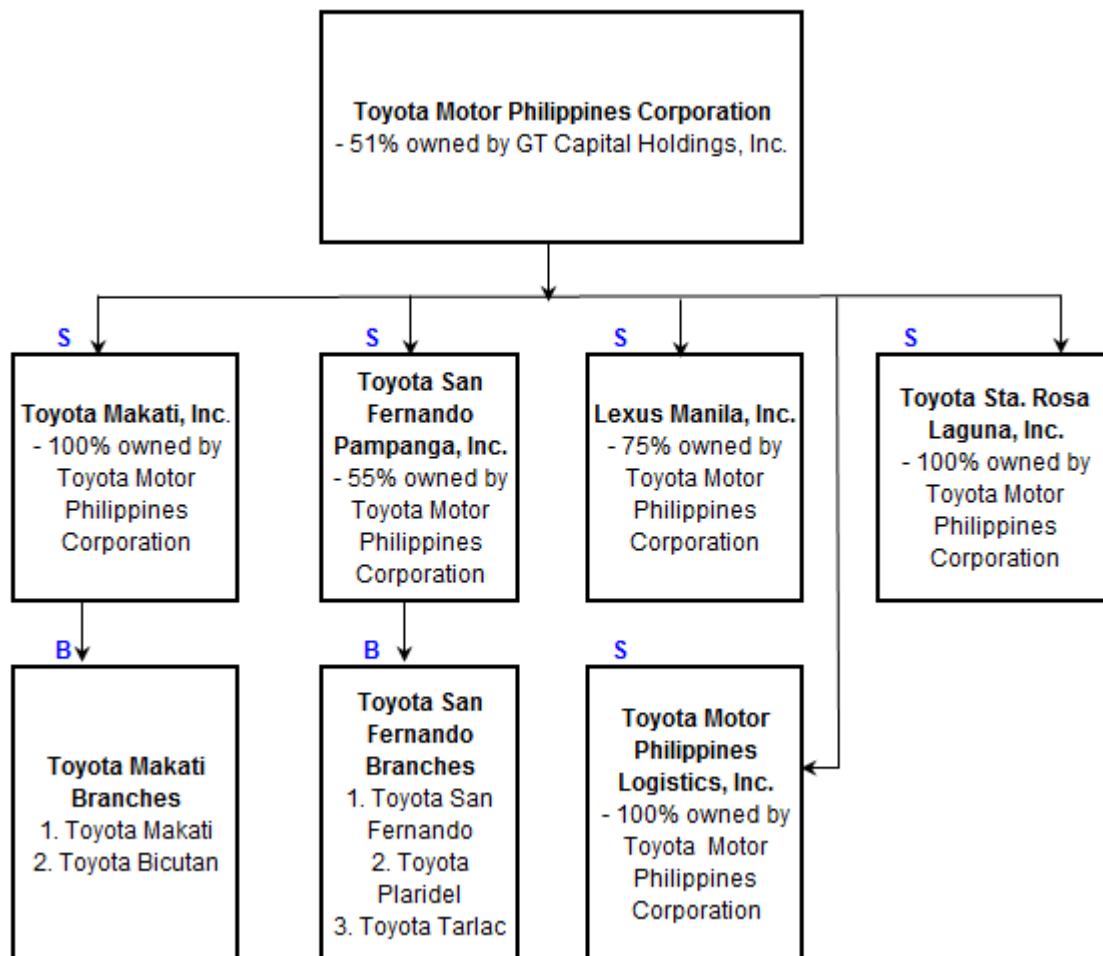 Toyota Motor Philippines Corporation
- 51% owned by GT Capital Holdings, Inc.
S
Toyota Makati, Inc.
- 100% owned by
Toyota Motor
Philippines
Corporation
S
Toyota San
Fernando
Pampanga, Inc.
- 55% owned by
Toyota Motor
Philippines
Corporation
S
Lexus Manila, Inc.
- 75% owned by
Toyota Motor
Philippines
Corporation
S
Toyota Sta. Rosa
Laguna, Inc.
- 100% owned by
Toyota Motor
Philippines
Corporation
B
Toyota Makati
Branches
1. Toyota Makati
2. Toyota Bicutan
B
Toyota San
Fernando
Branches
1. Toyota San
Fernando
2. Toyota
Plaridel
3. Toyota Tarlac
S
Toyota Motor
Philippines
Logistics, Inc.
- 100% owned by
Toyota Motor
Philippines
Corporation